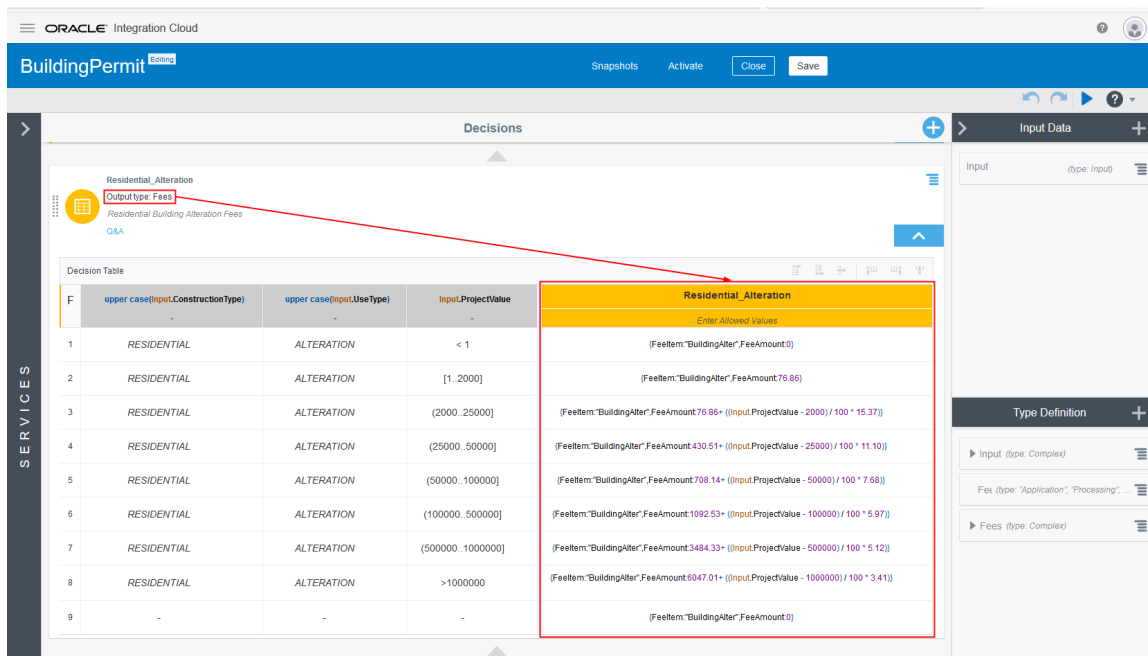 ORACLE Integration Cloud
BuildingPermit Editing Snapshots Activate Close Save
Decisions
Input Data
Input (type: Input)
Residential_Alteration
Output type: Fees
Residential Building Alteration Fees
Q&A
Decision Table
F upper case(Input.ConstructionType) upper case(Input.UseType) Input.ProjectValue Residential_Alteration
- - - Enter Allowed Values
1 RESIDENTIAL ALTERATION < 1 {FeeItem:"BuildingAlter",FeeAmount:0}
2 RESIDENTIAL ALTERATION [1..2000] {FeeItem:"BuildingAlter",FeeAmount:76.86}
3 RESIDENTIAL ALTERATION (2000..25000] {FeeItem:"BuildingAlter",FeeAmount:76.86+ ((Input.ProjectValue - 2000) / 100 * 15.37)}
4 RESIDENTIAL ALTERATION (25000..50000] {FeeItem:"BuildingAlter",FeeAmount:430.51+ ((Input.ProjectValue - 25000) / 100 * 11.10)}
5 RESIDENTIAL ALTERATION (50000..100000] {FeeItem:"BuildingAlter",FeeAmount:708.14+ ((Input.ProjectValue - 50000) / 100 * 7.68)}
6 RESIDENTIAL ALTERATION (100000..500000] {FeeItem:"BuildingAlter",FeeAmount:1092.53+ ((Input.ProjectValue - 100000) / 100 * 5.97)}
7 RESIDENTIAL ALTERATION (500000..1000000] {FeeItem:"BuildingAlter",FeeAmount:3484.33+ ((Input.ProjectValue - 500000) / 100 * 5.12)}
8 RESIDENTIAL ALTERATION >1000000 {FeeItem:"BuildingAlter",FeeAmount:6047.01+ ((Input.ProjectValue - 1000000) / 100 * 3.41)}
9 - - - {FeeItem:"BuildingAlter",FeeAmount:0}
SERVICES
Type Definition
Input (type: Complex)
Fee (type: "Application", "Processing", ...
Fees (type: Complex)